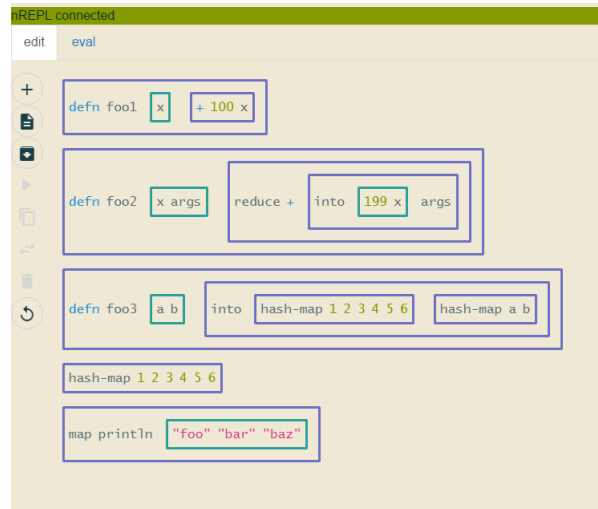 nREPL connected
edit eval
defn foo1 x + 100 x
defn foo2 x args reduce + into 199 x args
defn foo3 a b into hash-map 1 2 3 4 5 6 hash-map a b
hash-map 1 2 3 4 5 6
map println "foo" "bar" "baz"